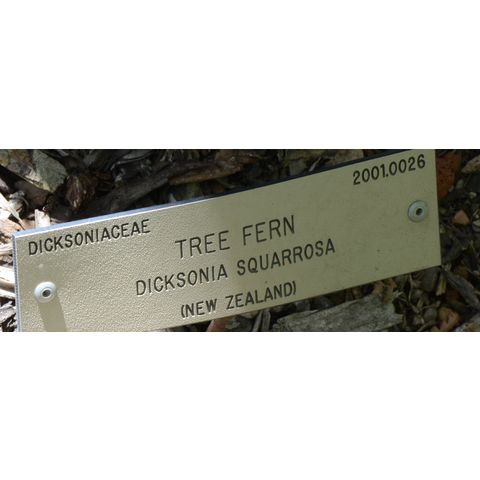 DICKSONIACEAE 2001.0026
TREE FERN
DICKSONIA SQUARROSA
(NEW ZEALAND)